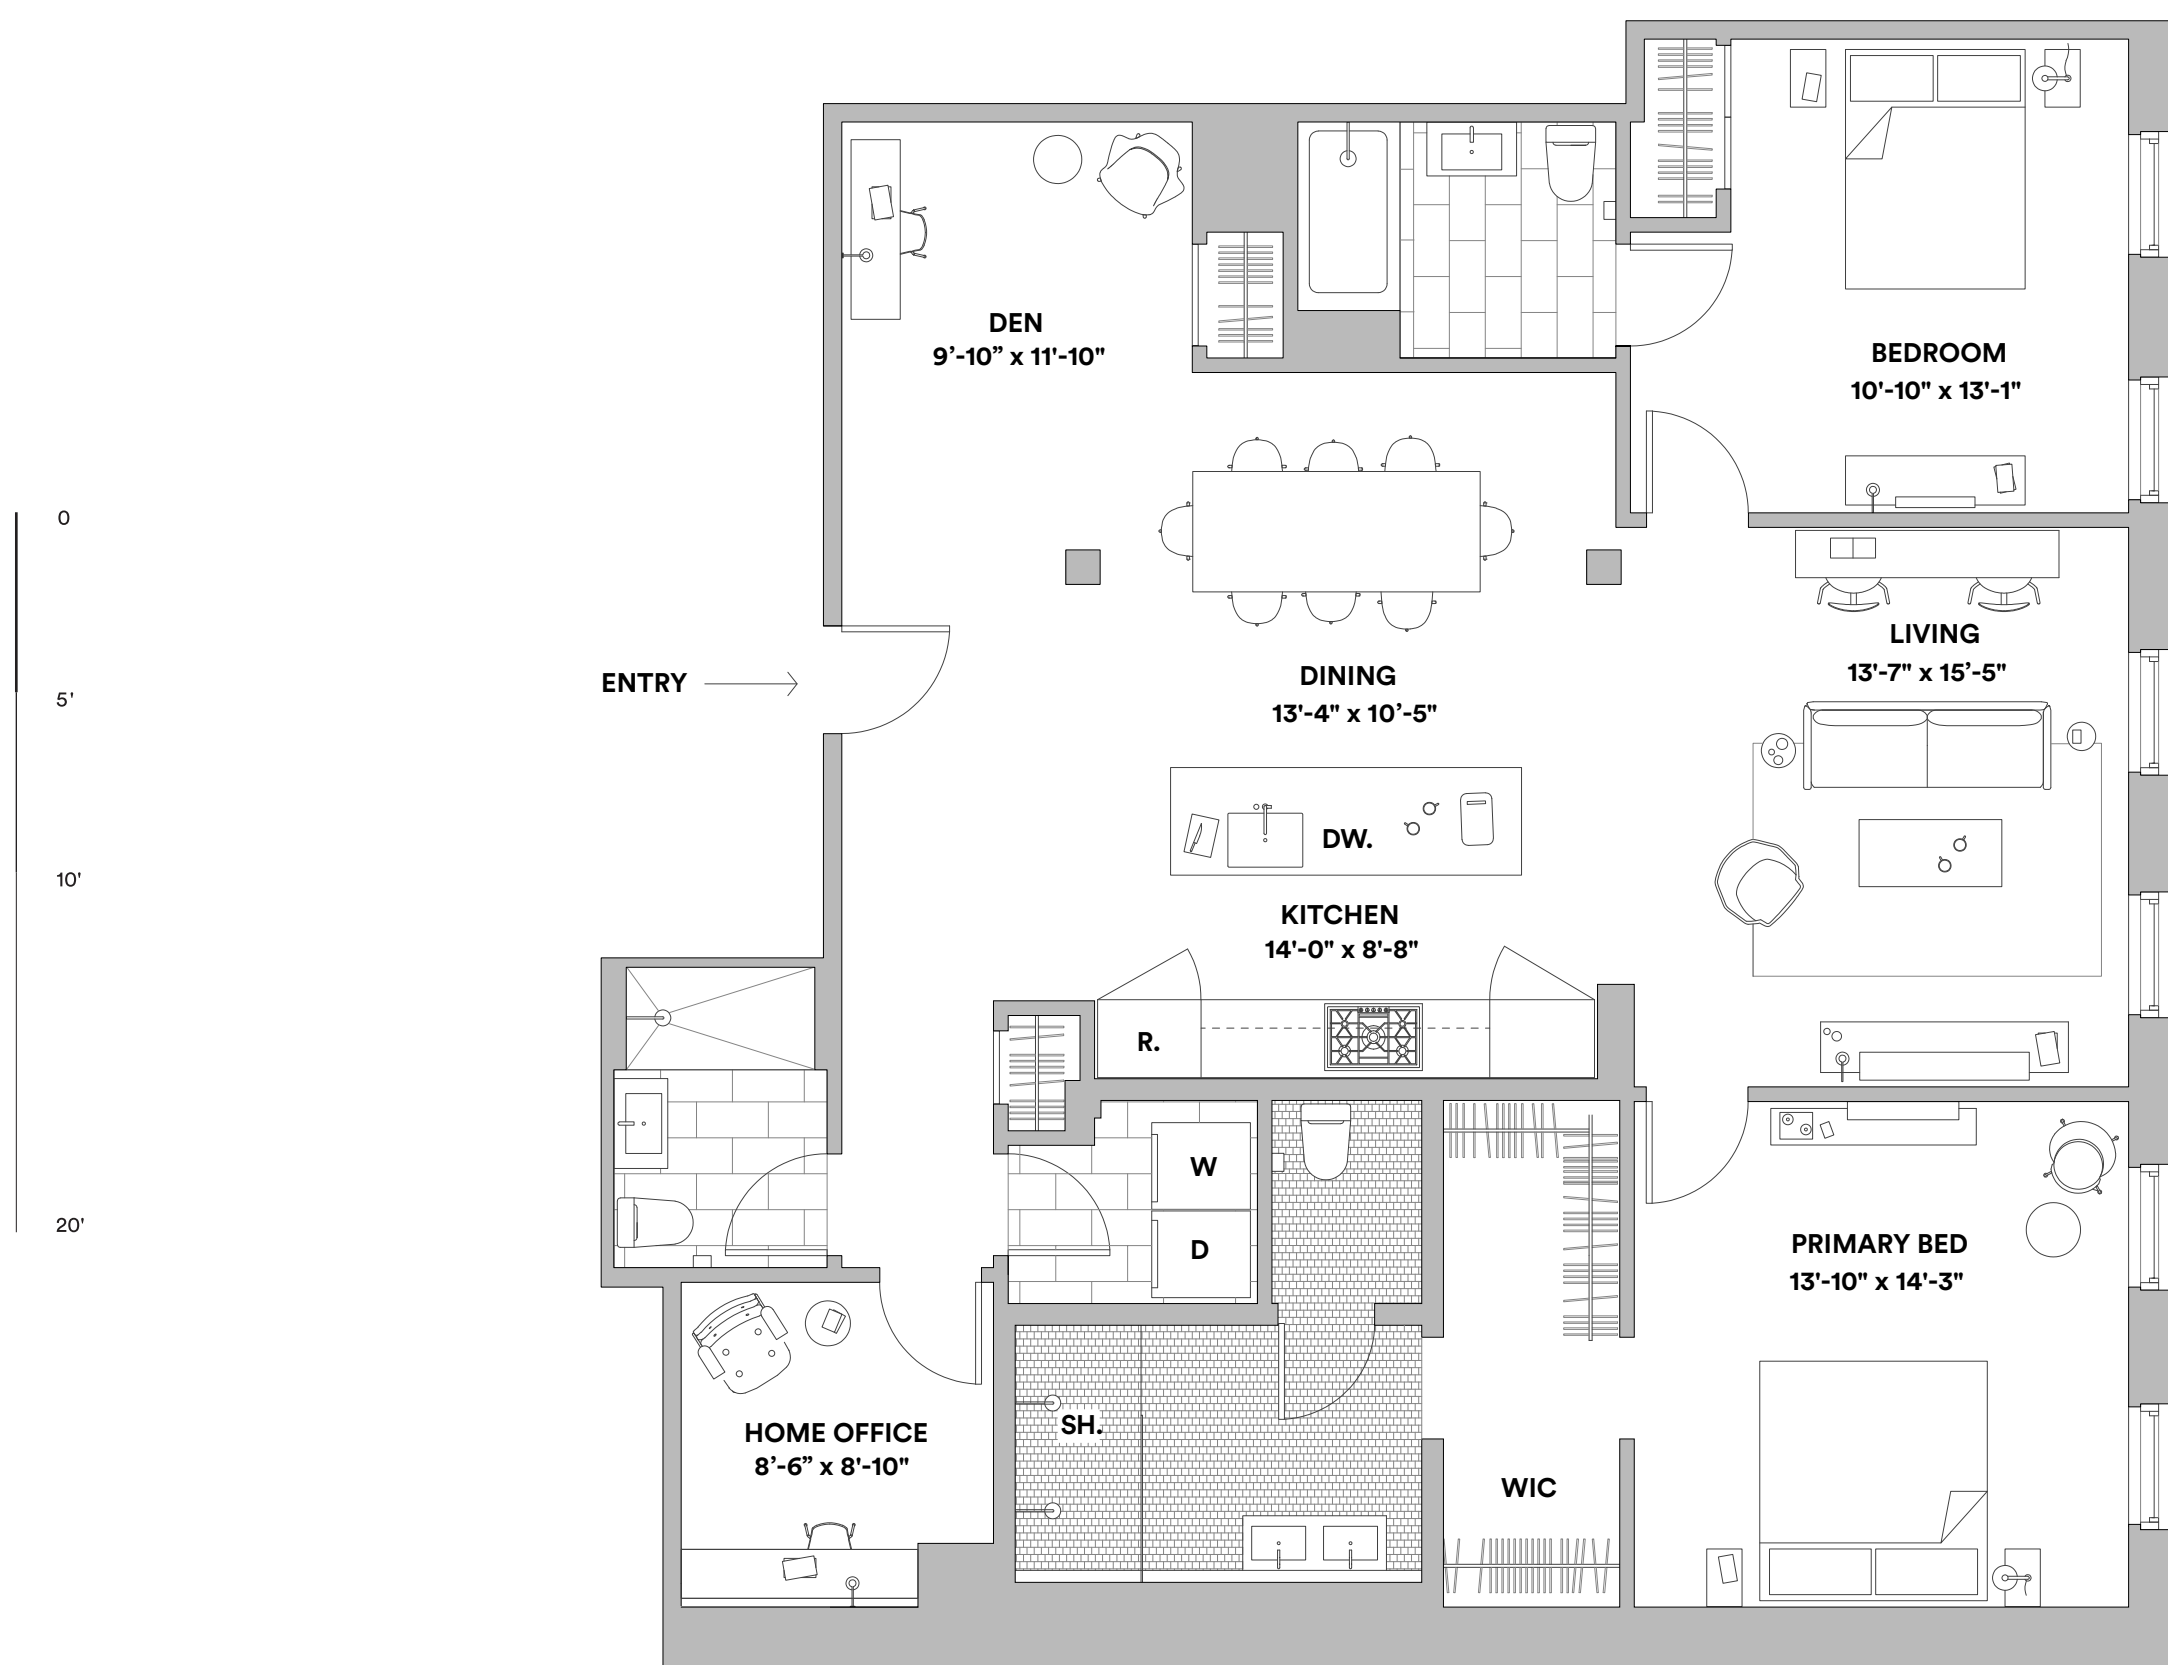 DEN
9’-10” x 11'-10"
BEDROOM
10'-10" x 13'-1"
0
5'
10'
20'
ENTRY
DINING
13'-4" x 10’-5"
LIVING
13'-7" x 15’-5"
DW.
KITCHEN
14'-0" x 8'-8"
R.
W
D
PRIMARY BED
13'-10" x 14'-3"
HOME OFFICE
8’-6” x 8'-10"
SH.
WIC